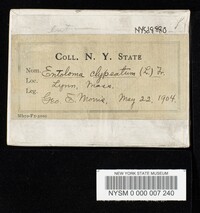 COLL. N. Y. STATE
Nom. Entoloma clypeatum (L) Fr.
Loc. Lynn, Mass.
Leg.
Geo. E. Morris, May 22, 1904.
NEW YORK STATE MUSEUM
NYSM 0 000 007 240